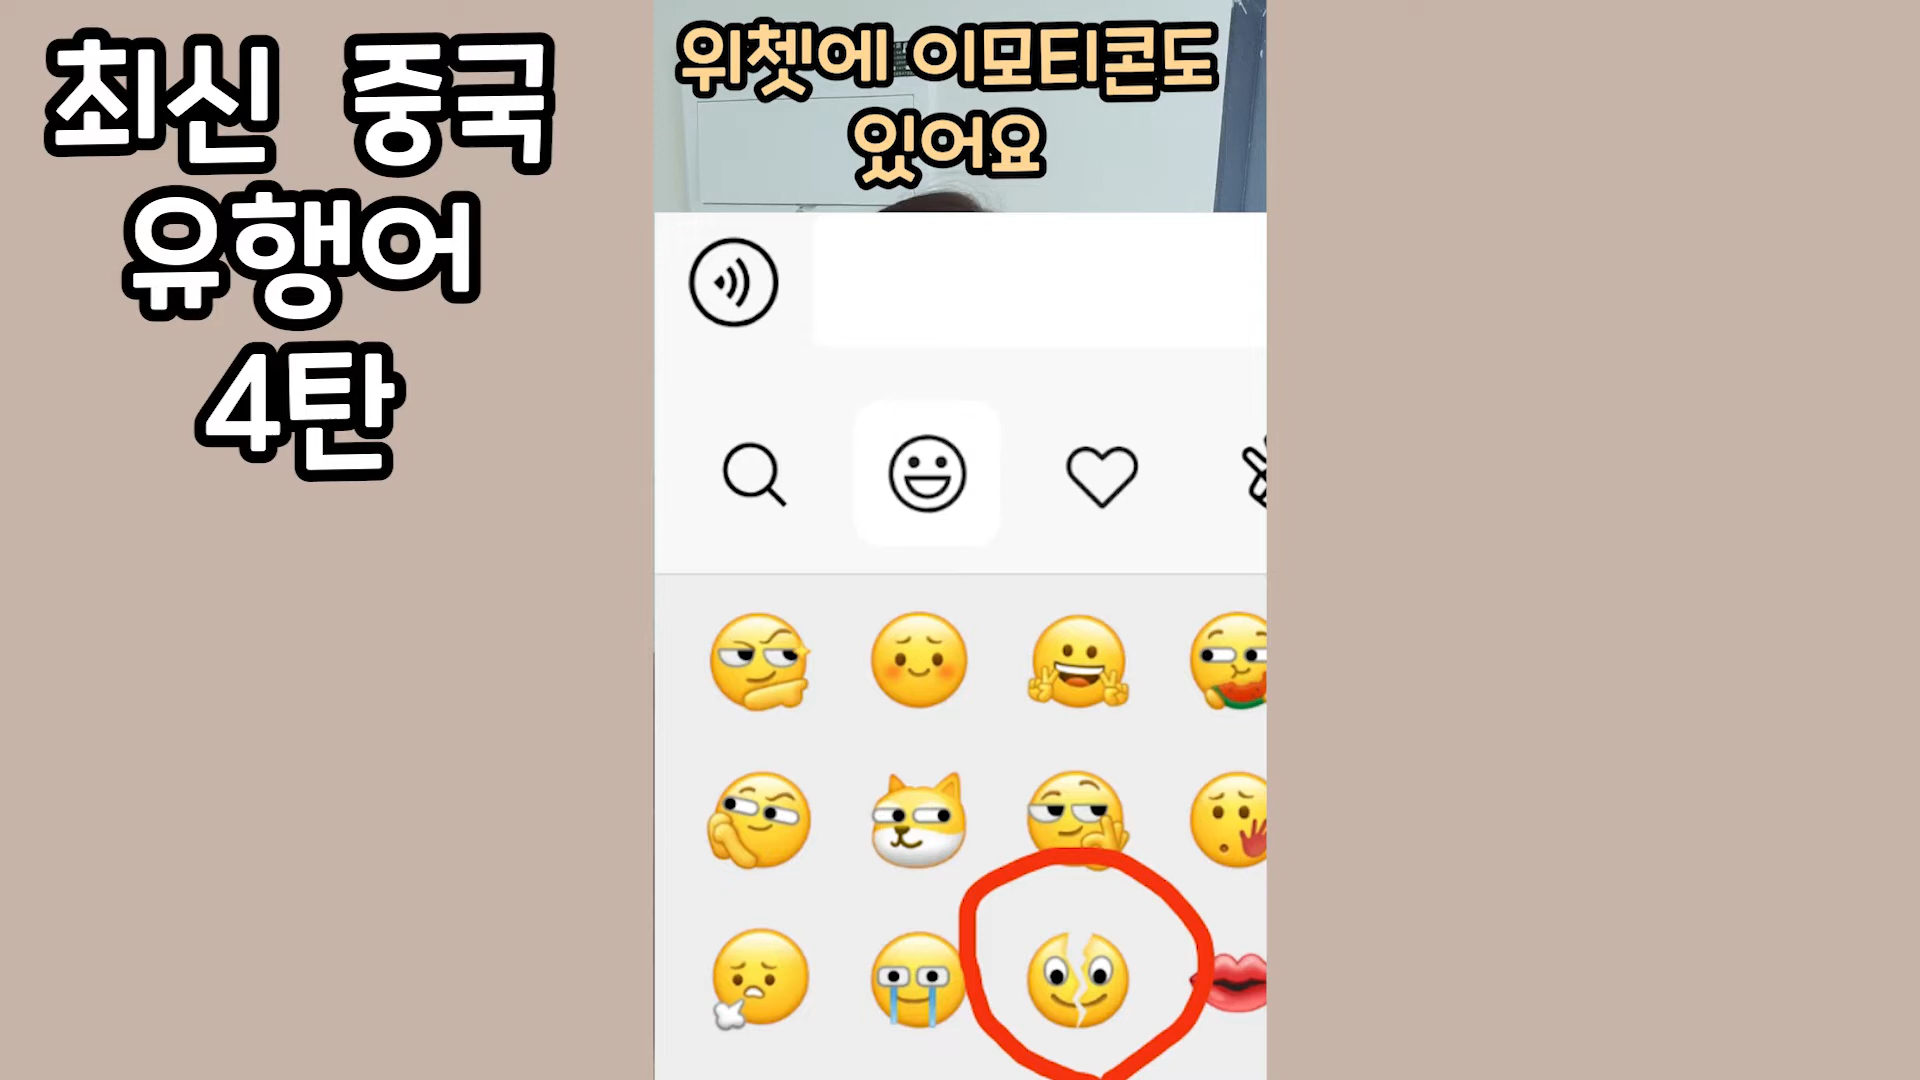 최신 중국
유행어
4탄
위쳇에 이모티콘도
있어요